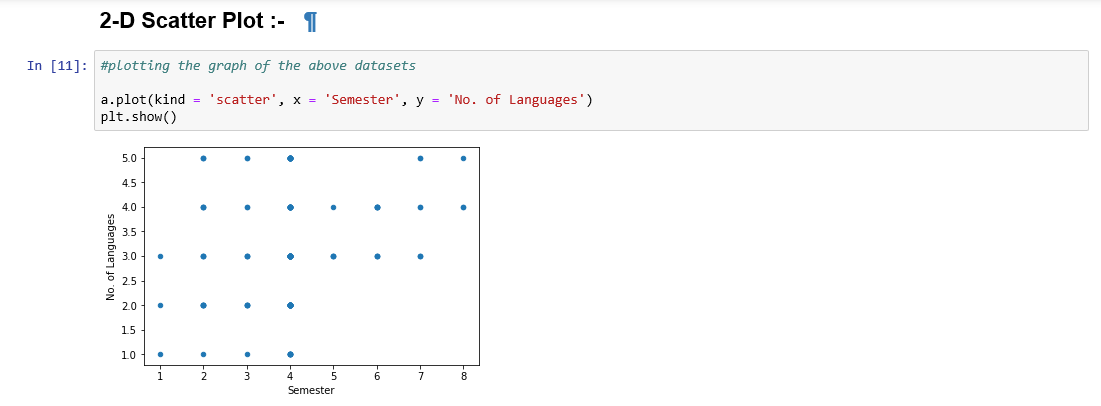 2-D Scatter Plot :- ¶
In [11]: #plotting the graph of the above datasets
a.plot(kind = 'scatter', x = 'Semester', y = 'No. of Languages')
plt.show()
5.0
4.5
4.0
3.5
3.0
2.5
2.0
1.5
1.0
No. of Languages
1 2 3 4 5 6 7 8
Semester